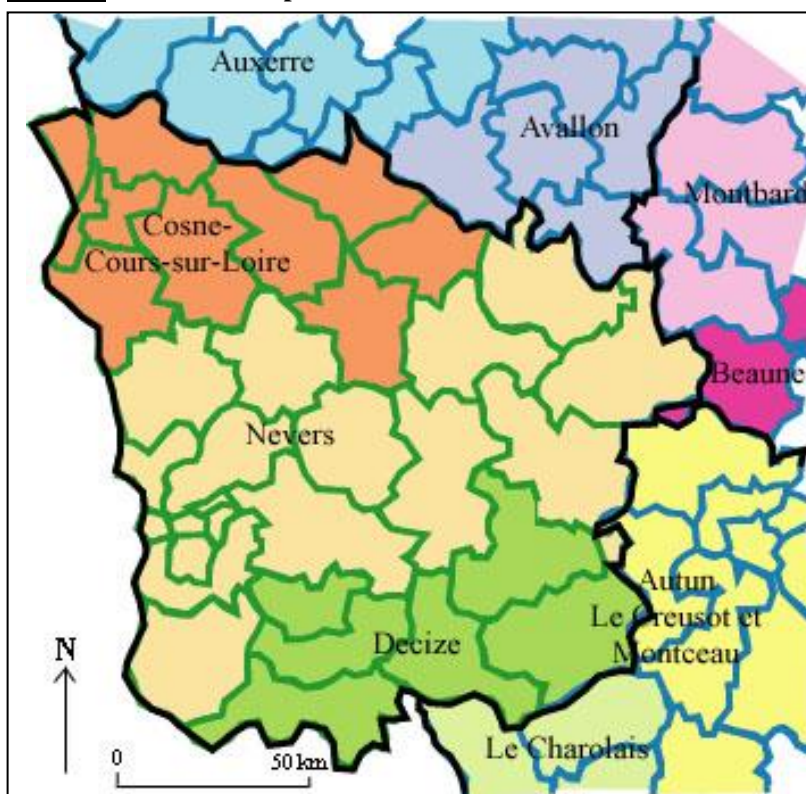 Auxerre
Avallon
Montbard
Cosne-
Cours-sur-Loire
Beaune
Nevers
Autun
Le Creusot et
Montceau
Decize
Le Charolais
N
0
50 km